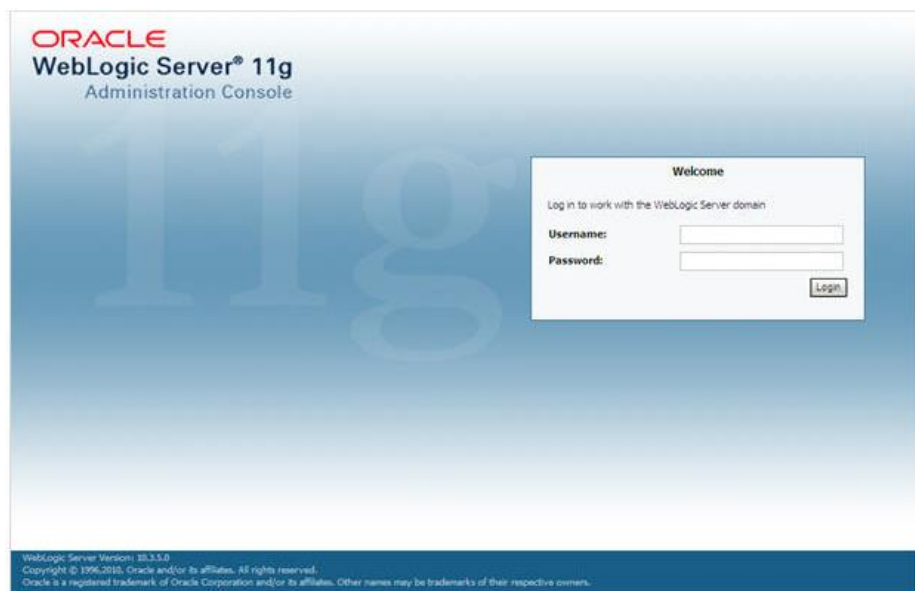 ORACLE
WebLogic Server® 11g
Administration Console
11g
Welcome
Log in to work with the WebLogic Server domain
Username:
Password:
Login
WebLogic Server Version: 10.3.5.0
Copyright © 1996,2010, Oracle and/or its affiliates. All rights reserved.
Oracle is a registered trademark of Oracle Corporation and/or its affiliates. Other names may be trademarks of their respective owners.